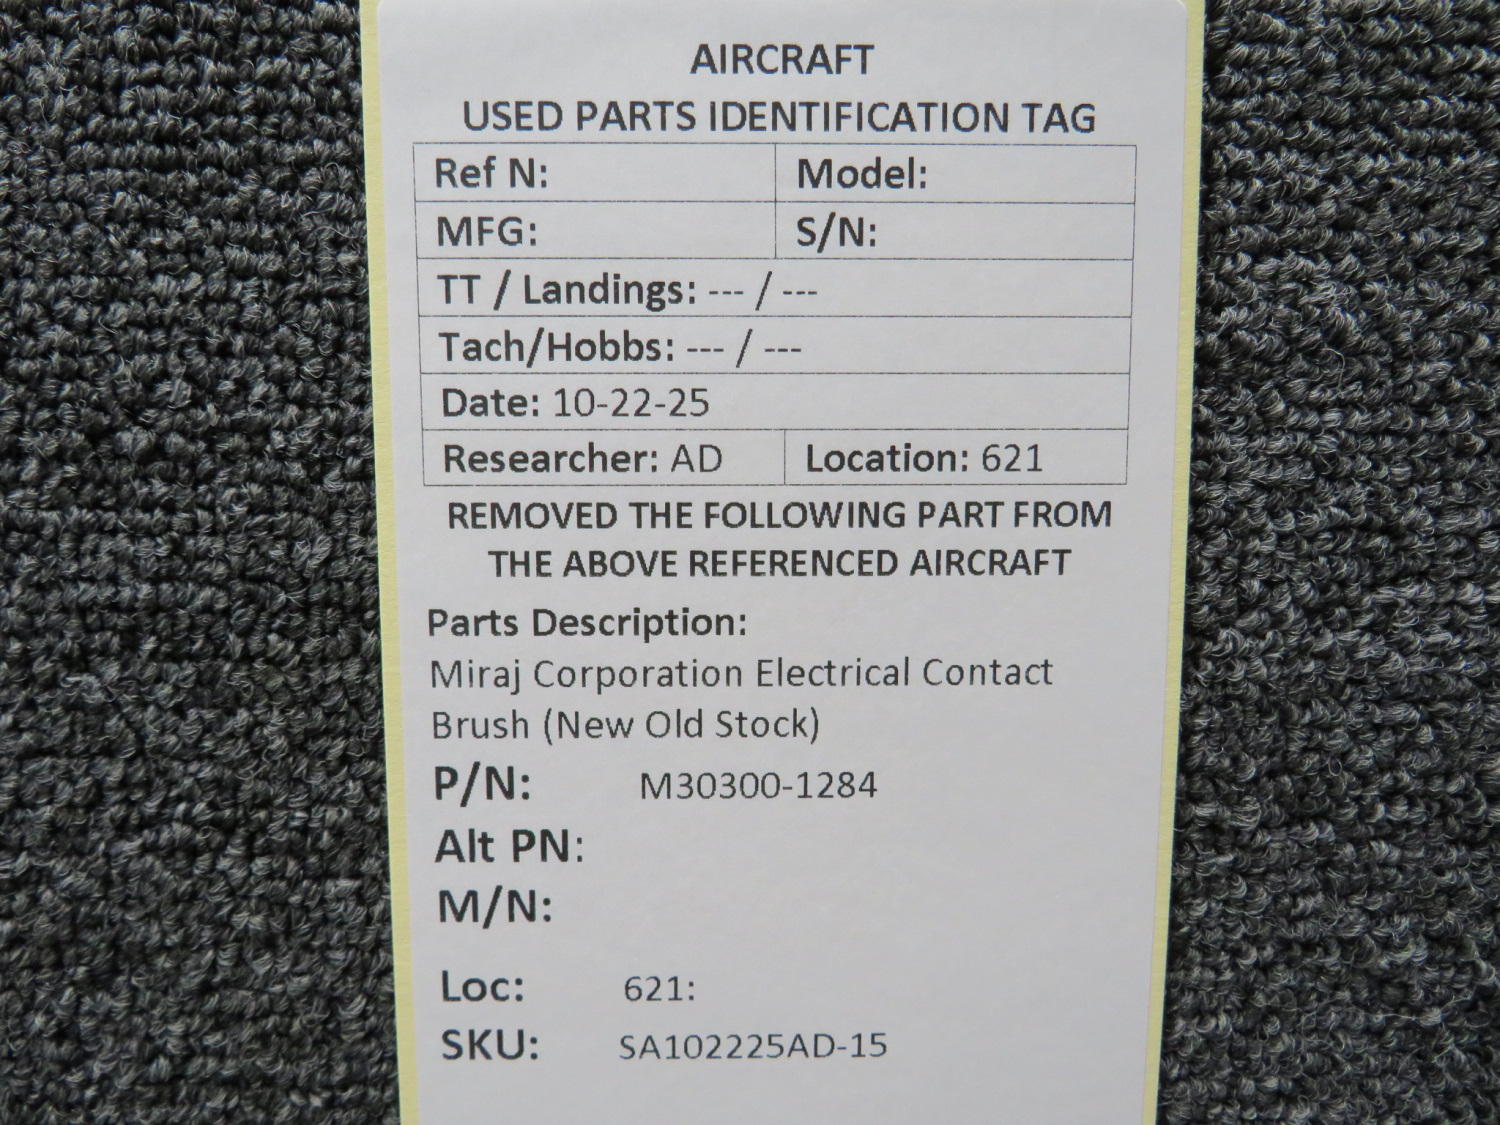 AIRCRAFT
USED PARTS IDENTIFICATION TAG
Ref N: Model:
MFG: S/N:
TT / Landings: --- / ---
Tach/Hobbs: --- / ---
Date: 10-22-25
Researcher: AD Location: 621
REMOVED THE FOLLOWING PART FROM
THE ABOVE REFERENCED AIRCRAFT
Parts Description:
Miraj Corporation Electrical Contact
Brush (New Old Stock)
P/N: M30300-1284
Alt PN:
M/N:
Loc: 621:
SKU: SA102225AD-15